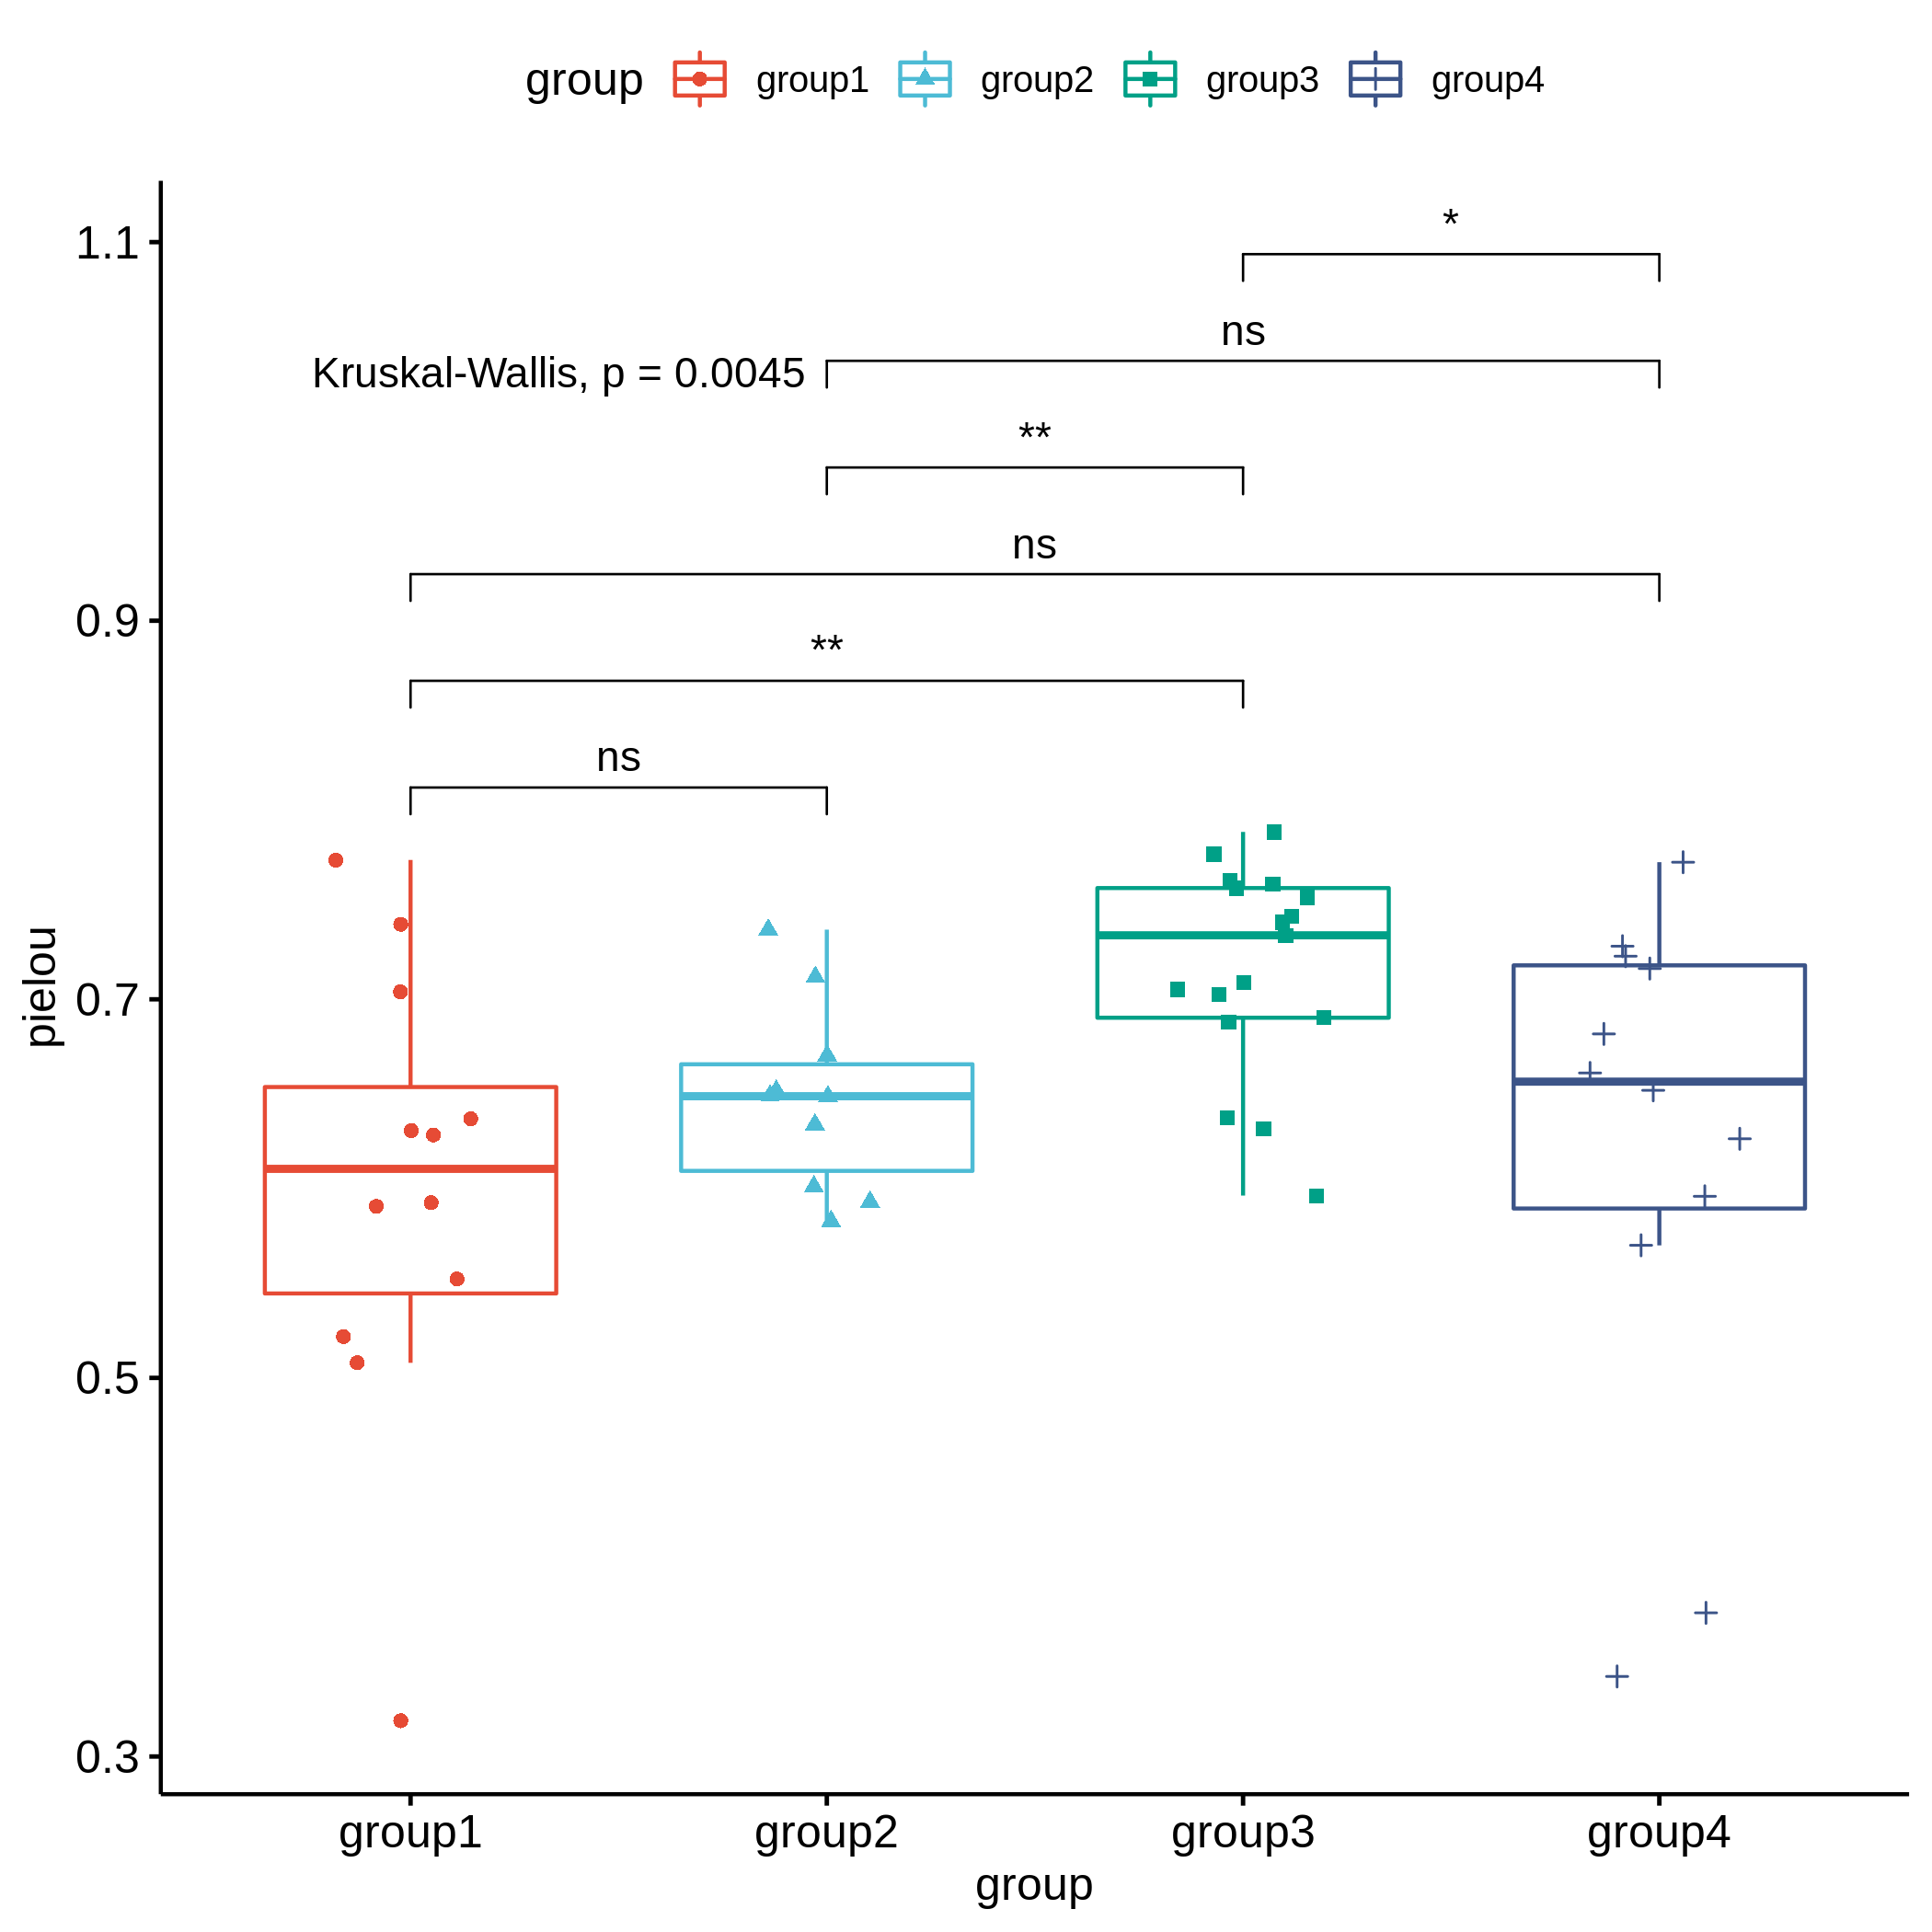 group group1 group2 group3 group4
1.1
*
ns
Kruskal-Wallis, p = 0.0045
**
ns
0.9
**
ns
pielou
0.7
0.5
0.3
group1 group2 group3 group4
group